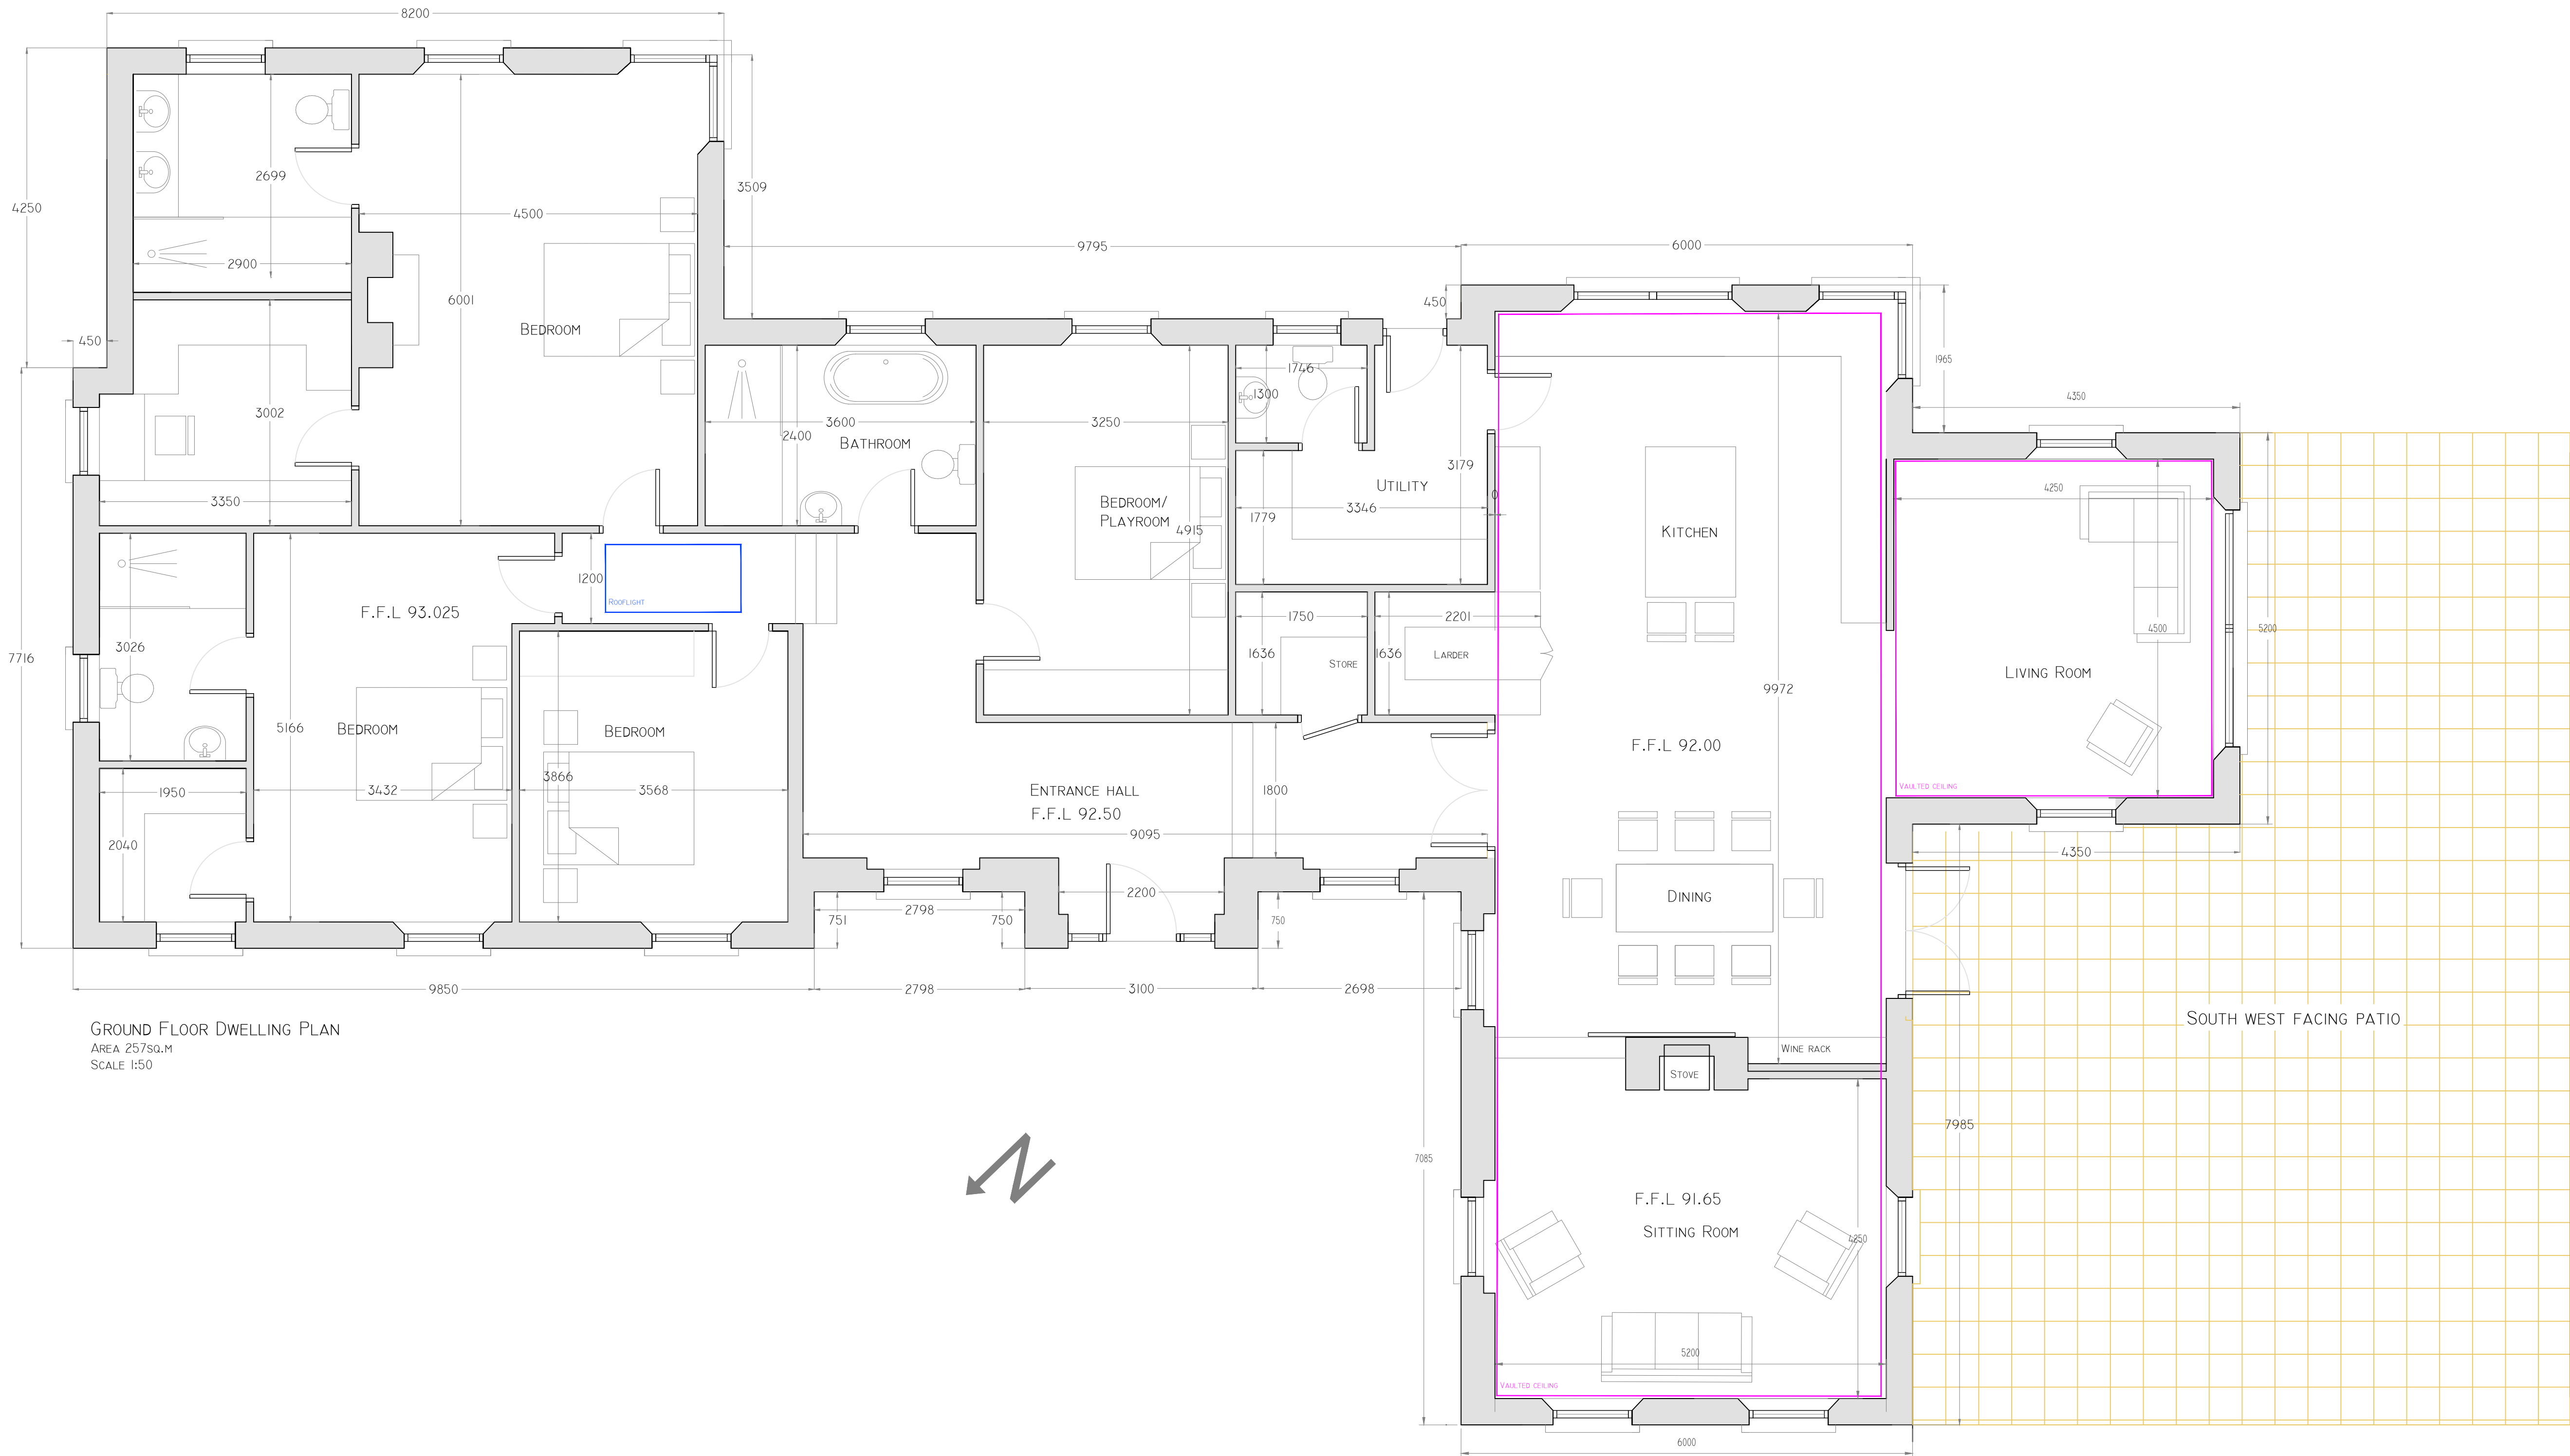 8200
4250
2699
3509
4500
2900
9795
6000
450
6001
BEDROOM
450
1965
3002
1746
1300
4350
3600
2400
BATHROOM
3250
3179
3350
BEDROOM/
PLAYROOM
4915
UTILITY
1779
3346
0
KITCHEN
4250
1200
ROOFLIGHT
F.F.L 93.025
3026
7716
1750
1636
STORE
2201
1636
LARDER
4500
5200
LIVING ROOM
9972
5166
BEDROOM
BEDROOM
F.F.L 92.00
3866
1950
3432
3568
ENTRANCE HALL
F.F.L 92.50
1800
VAULTED CEILING
9095
2040
4350
2200
DINING
751
2798
750
750
9850
2798
3100
2698
GROUND FLOOR DWELLING PLAN
AREA 257SQ.M
SCALE 1:50
SOUTH WEST FACING PATIO
WINE RACK
STOVE
7985
7085
N
F.F.L 91.65
SITTING ROOM
4250
5200
VAULTED CEILING
6000